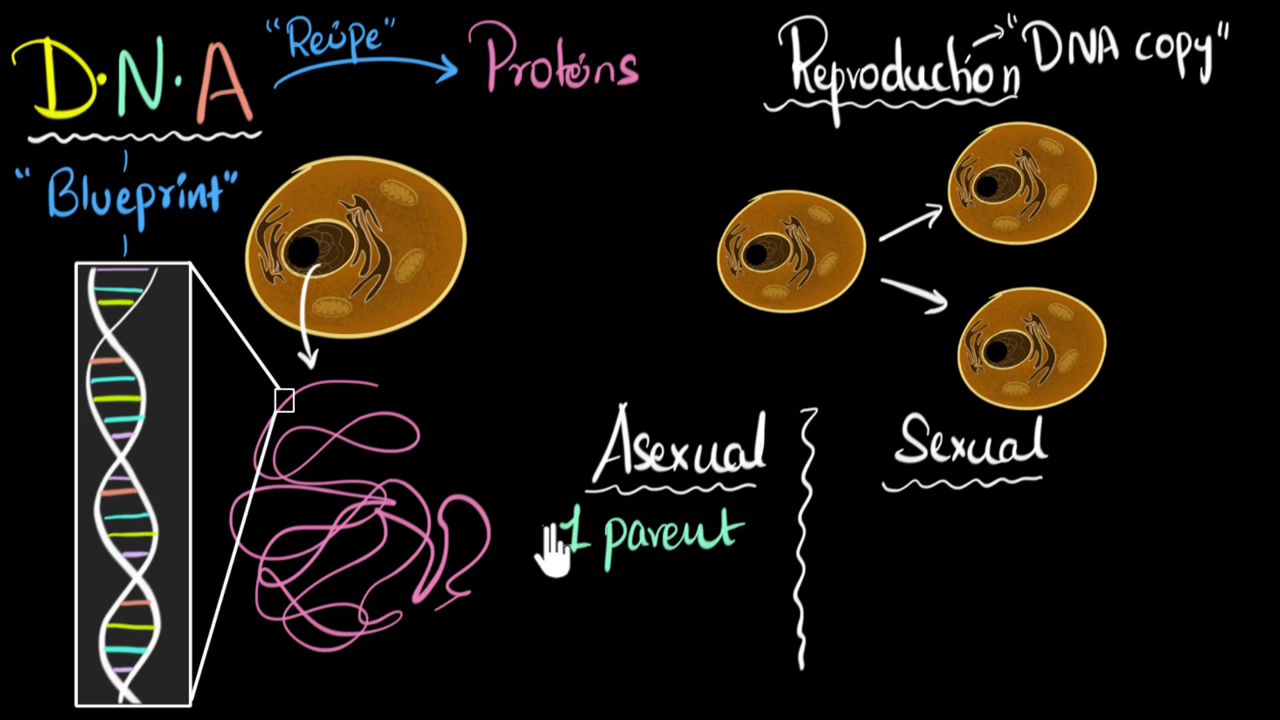 D.N.A
"Recipe"
Proteins
"Blueprint"
Reproduction
"DNA copy"
Asexual
Sexual
1 parent